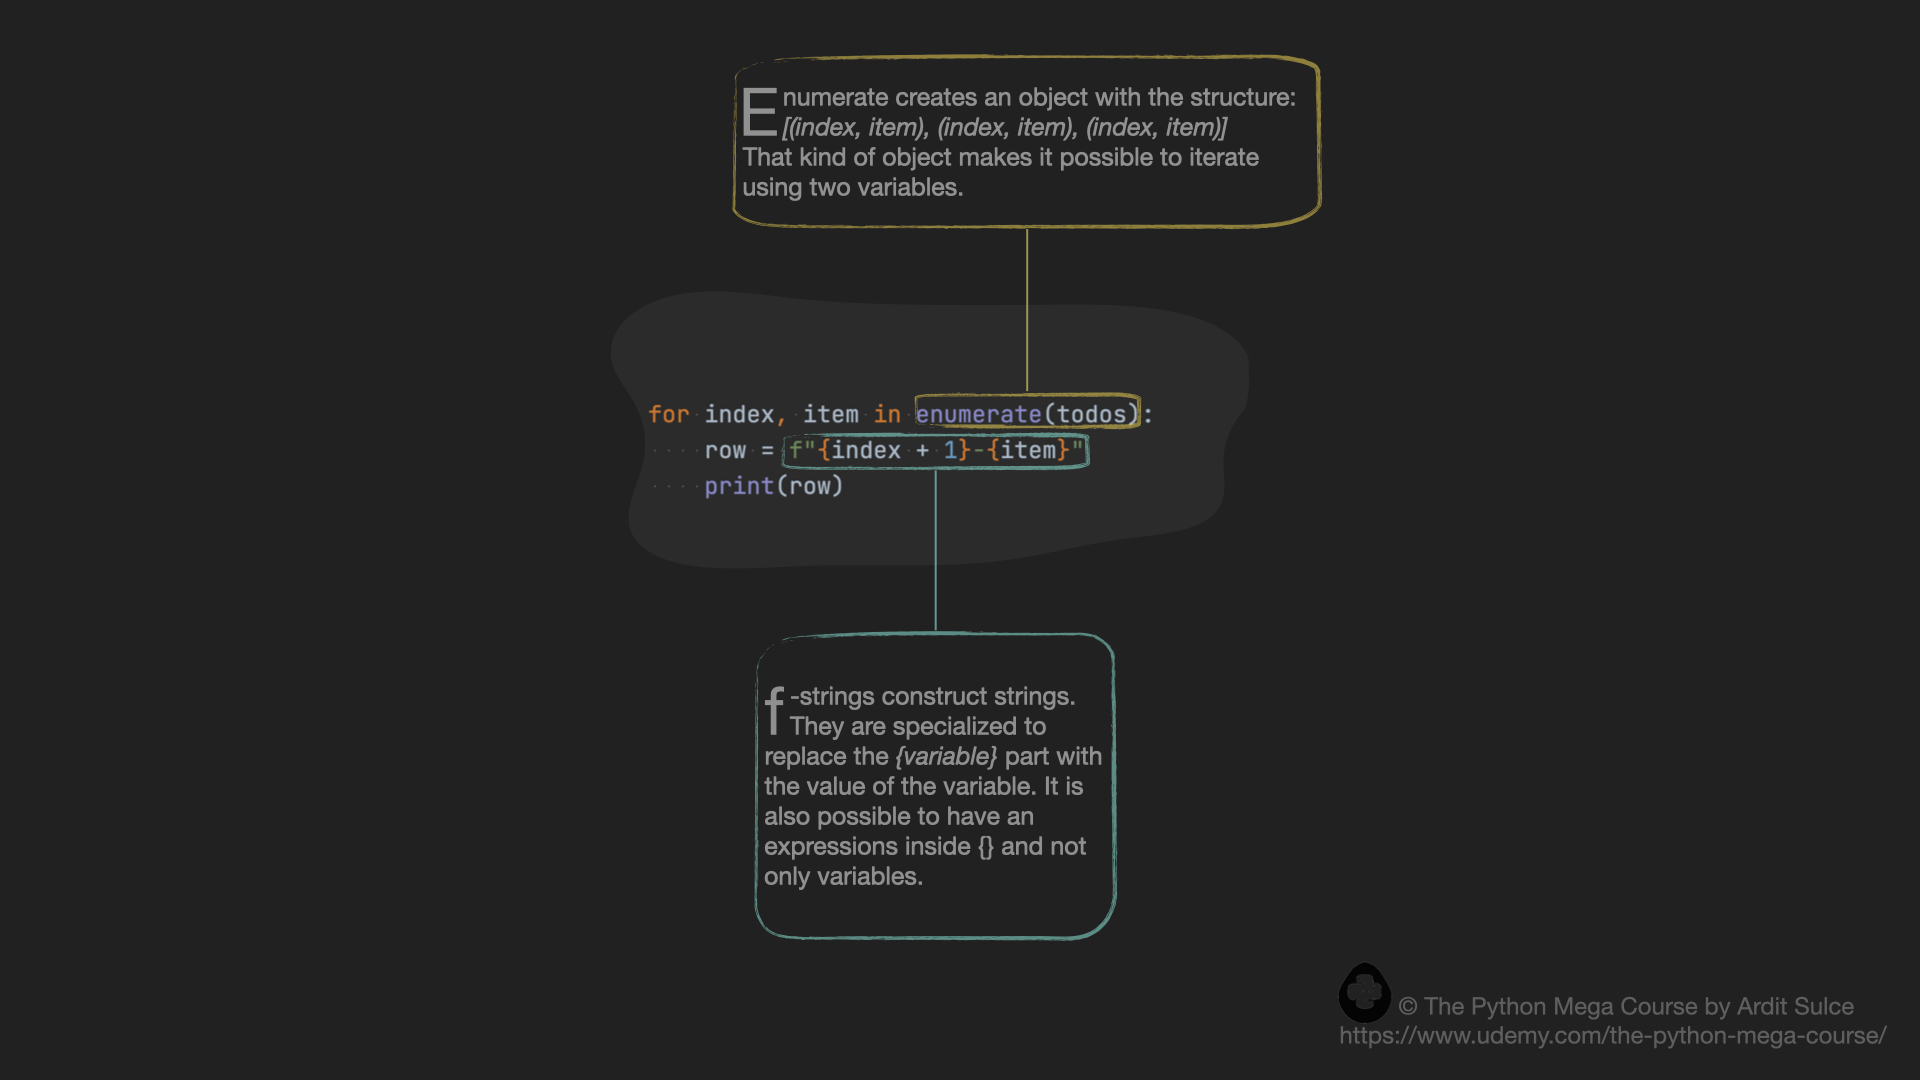 Enumerate creates an object with the structure:
[(index, item), (index, item), (index, item)]
That kind of object makes it possible to iterate
using two variables.
for index, item in enumerate(todos):
    row = f"{index + 1}-{item}"
    print(row)
f-strings construct strings.
They are specialized to
replace the {variable} part with
the value of the variable. It is
also possible to have an
expressions inside {} and not
only variables.
© The Python Mega Course by Ardit Sulce
https://www.udemy.com/the-python-mega-course/